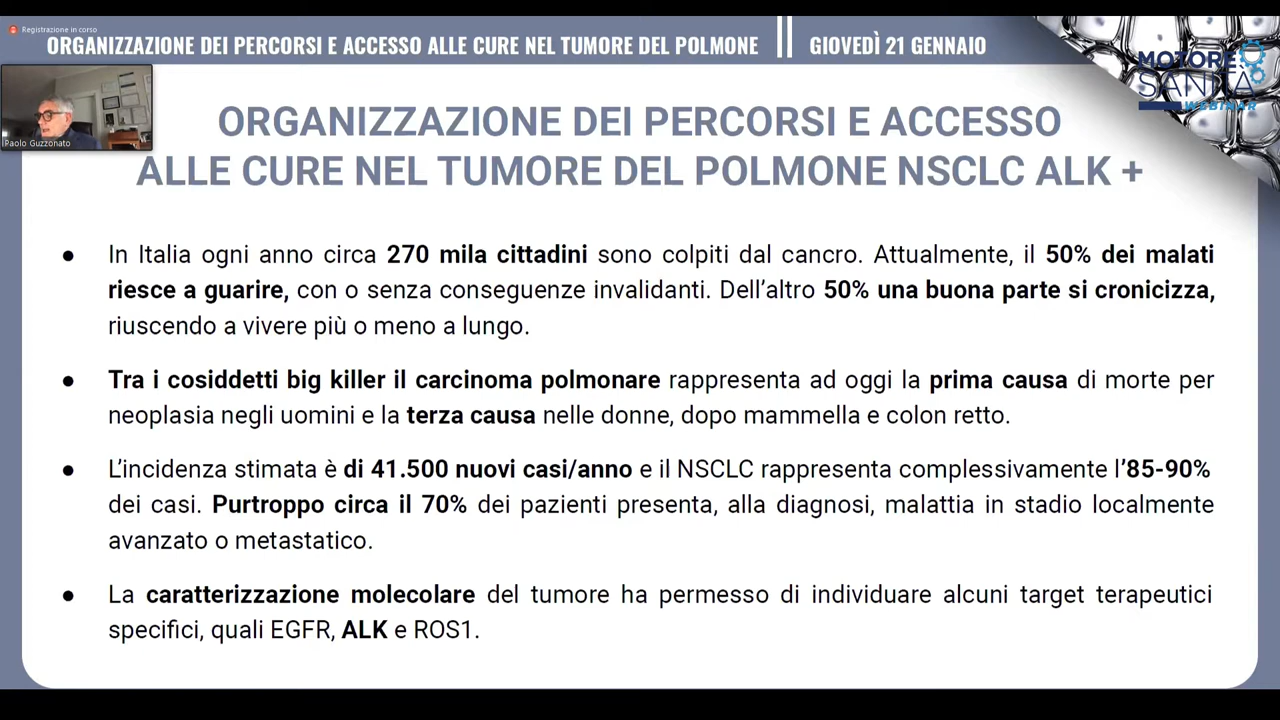 Registrazione in corso
ORGANIZZAZIONE DEI PERCORSI E ACCESSO ALLE CURE NEL TUMORE DEL POLMONE
GIOVEDÌ 21 GENNAIO
MOTORE
SANITÀ
WEBINAR
Paolo Guzzonato
ORGANIZZAZIONE DEI PERCORSI E ACCESSO
ALLE CURE NEL TUMORE DEL POLMONE NSCLC ALK +
● In Italia ogni anno circa 270 mila cittadini sono colpiti dal cancro. Attualmente, il 50% dei malati
riesce a guarire, con o senza conseguenze invalidanti. Dell’altro 50% una buona parte si cronicizza,
riuscendo a vivere più o meno a lungo.
● Tra i cosiddetti big killer il carcinoma polmonare rappresenta ad oggi la prima causa di morte per
neoplasia negli uomini e la terza causa nelle donne, dopo mammella e colon retto.
● L’incidenza stimata è di 41.500 nuovi casi/anno e il NSCLC rappresenta complessivamente l’85-90%
dei casi. Purtroppo circa il 70% dei pazienti presenta, alla diagnosi, malattia in stadio localmente
avanzato o metastatico.
● La caratterizzazione molecolare del tumore ha permesso di individuare alcuni target terapeutici
specifici, quali EGFR, ALK e ROS1.